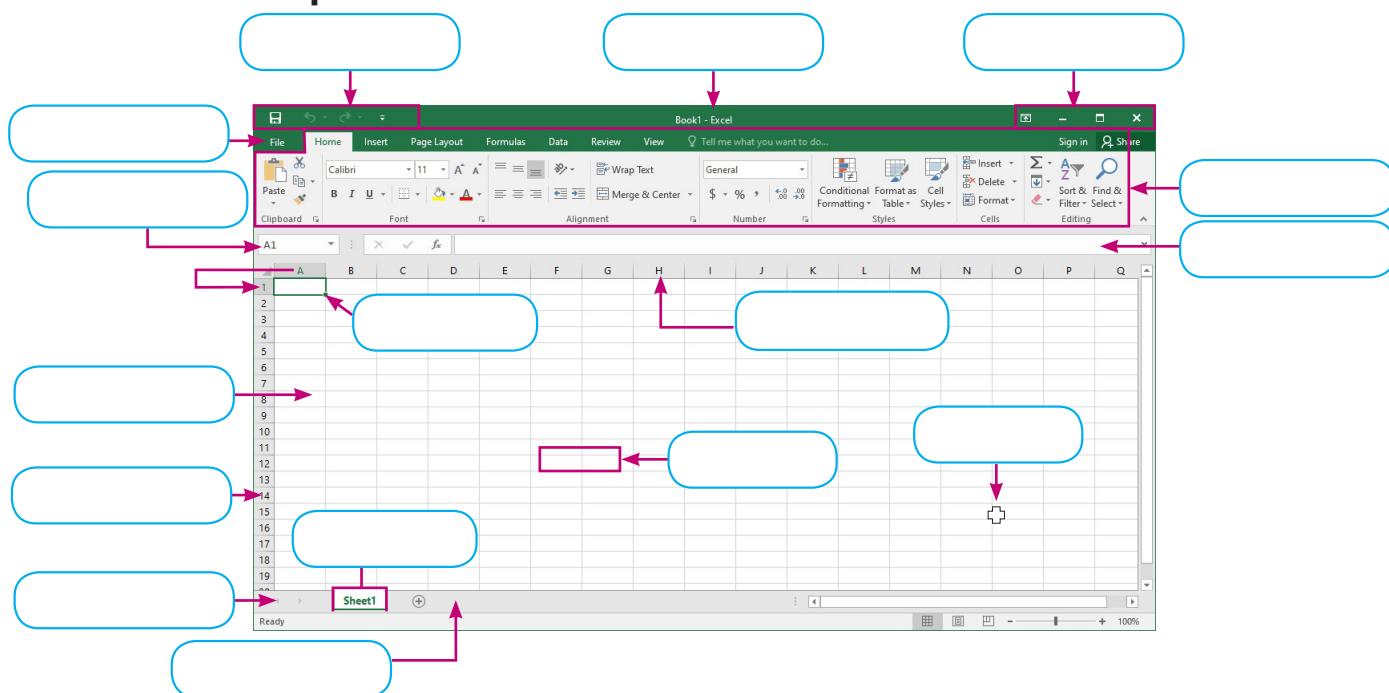 Book1 - Excel
File Home Insert Page Layout Formulas Data Review View Tell me what you want to do... Sign in Share
Calibri 11 A A Wrap Text General Insert Σ
Paste Conditional Format as Cell Delete Sort & Find &
B I U A Merge & Center $ % , .0 .00 Formatting Table Styles Format Filter Select
Clipboard Font Alignment Number Styles Cells Editing
A1 fx
A B C D E F G H I J K L M N O P Q
1
2
3
4
5
6
7
8
9
10
11
12
13
14
15
16
17
18
19
Sheet1
Ready 100%